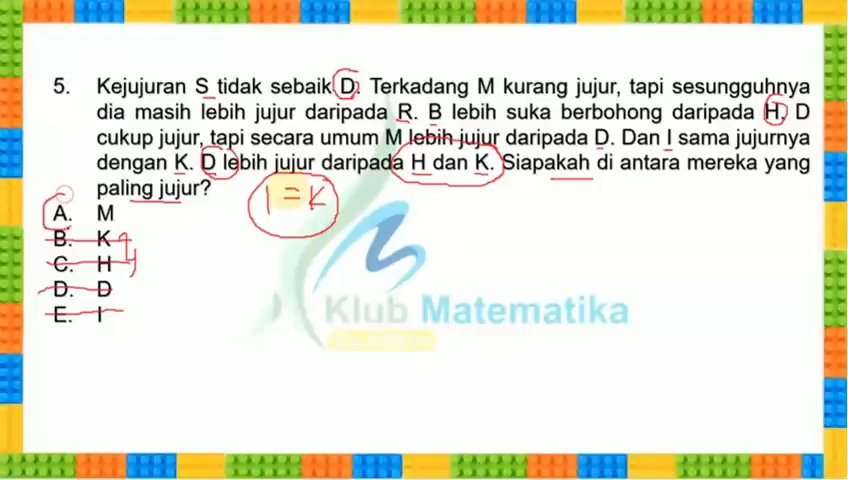 5. Kejujuran S tidak sebaik D. Terkadang M kurang jujur, tapi sesungguhnya
dia masih lebih jujur daripada R. B lebih suka berbohong daripada H. D
cukup jujur, tapi secara umum M lebih jujur daripada D. Dan I sama jujurnya
dengan K. D lebih jujur daripada H dan K. Siapakah di antara mereka yang
paling jujur?
I = K
A. M
B. K
C. H
D. D
E. I
Klub Matematika